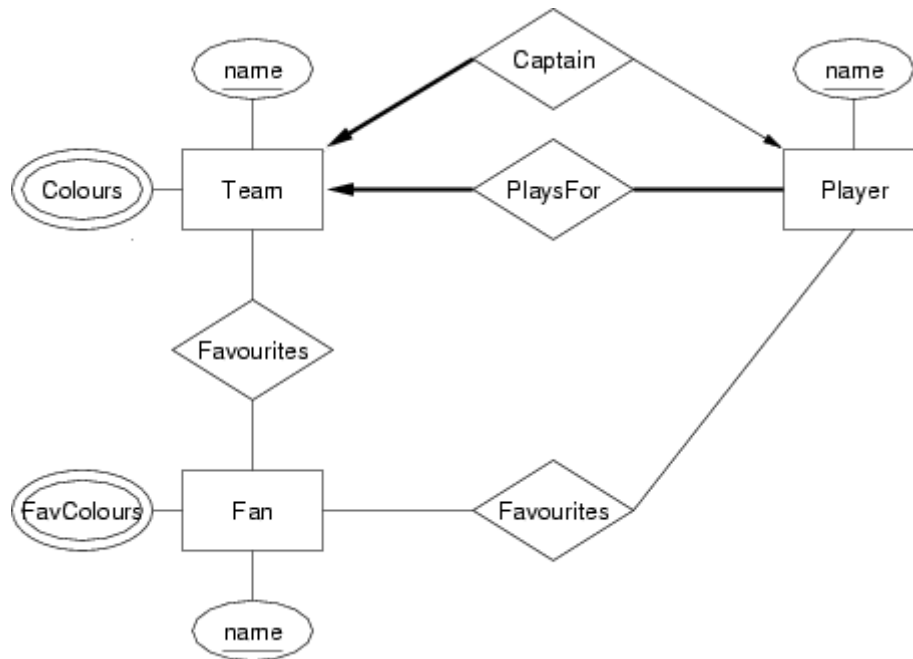 Captain
name
name
Colours
Team
PlaysFor
Player
Favourites
FavColours
Fan
Favourites
name